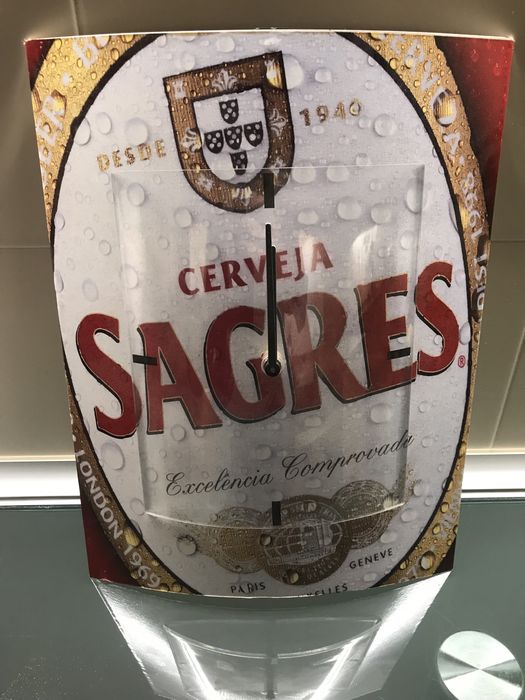 DESDE 1940
CERVEJA
SAGRES
®
Excelência Comprovada
LONDON 1969
PARIS
GENEVE